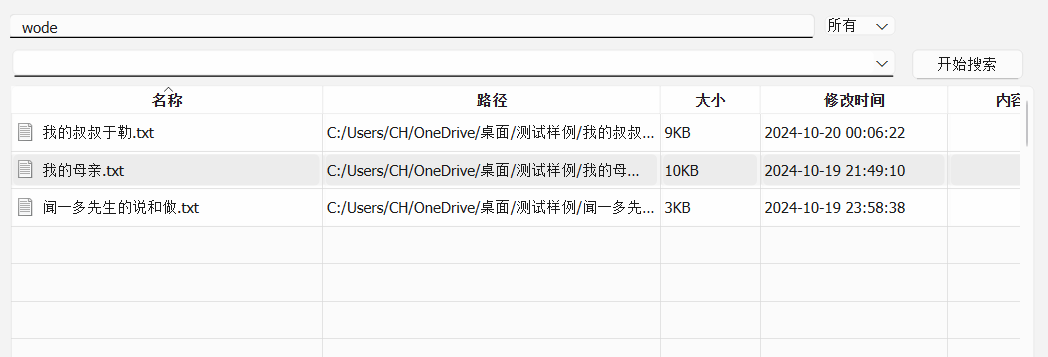 wode 所有
开始搜索
名称 路径 大小 修改时间 内容
我的叔叔于勒.txt C:/Users/CH/OneDrive/桌面/测试样例/我的叔叔... 9KB 2024-10-20 00:06:22
我的母亲.txt C:/Users/CH/OneDrive/桌面/测试样例/我的母... 10KB 2024-10-19 21:49:10
闻一多先生的说和做.txt C:/Users/CH/OneDrive/桌面/测试样例/闻一多先... 3KB 2024-10-19 23:58:38